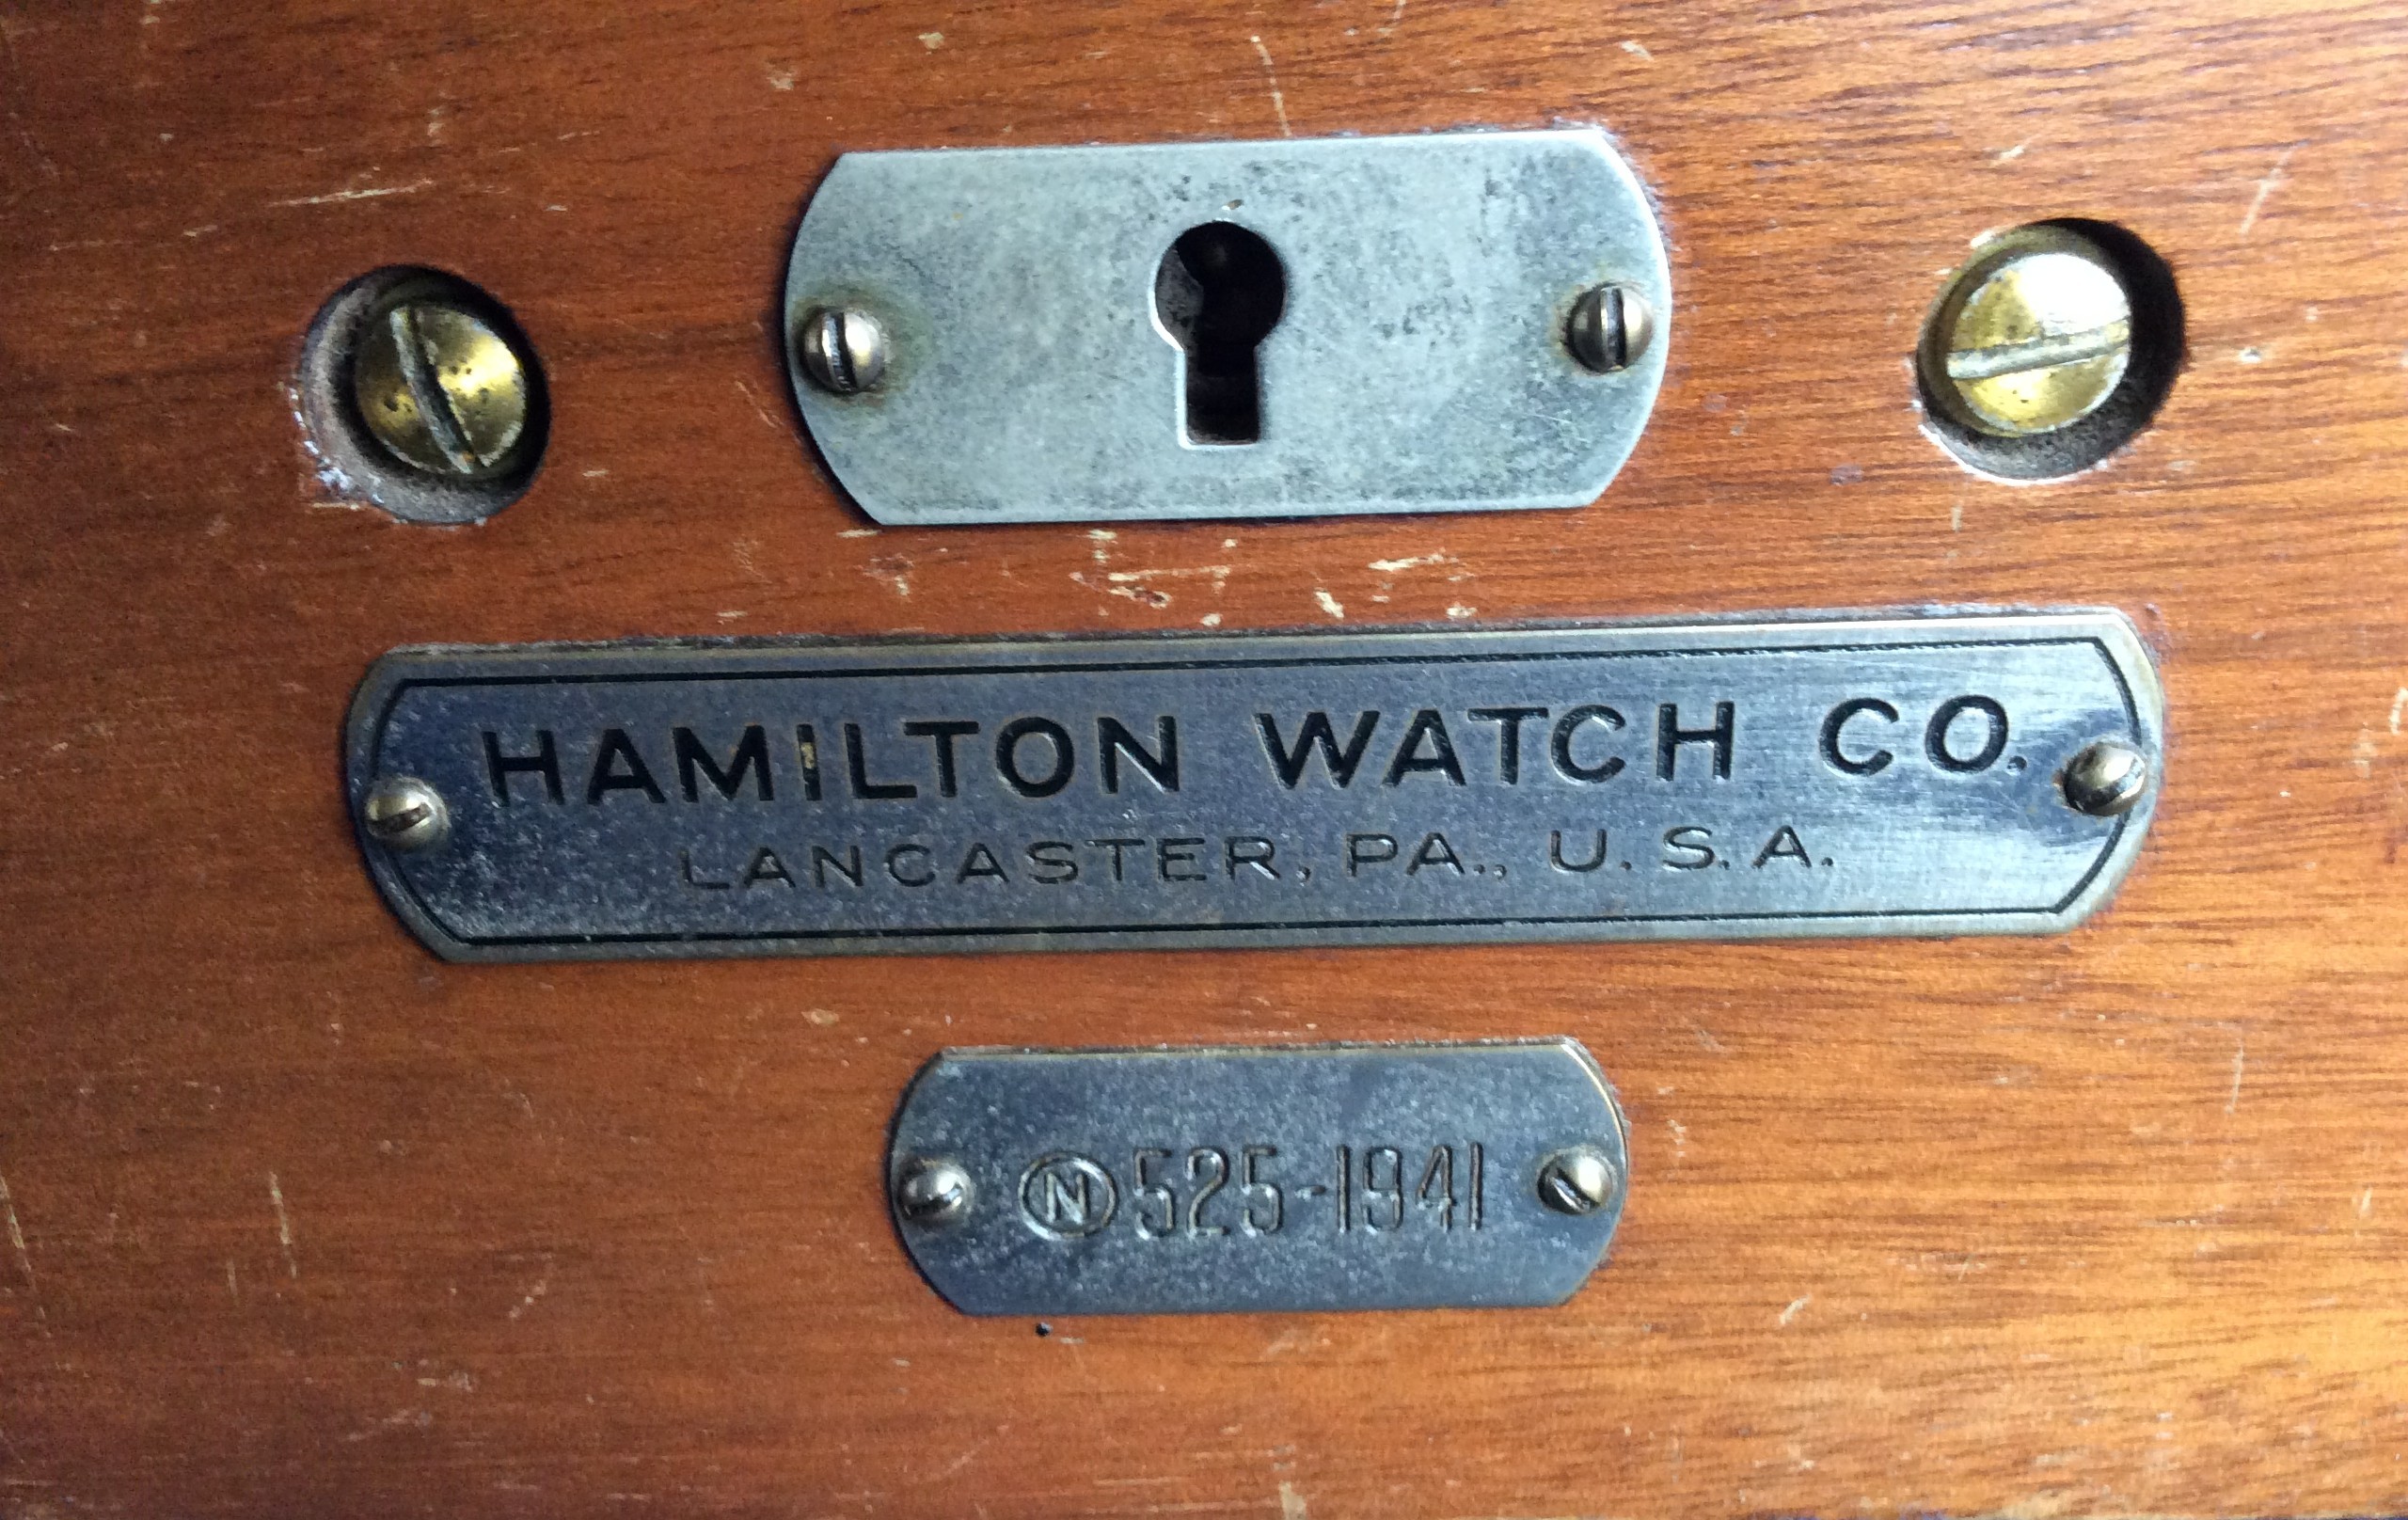 HAMILTON WATCH CO.
LANCASTER, PA., U.S.A.
Ⓝ525-1941